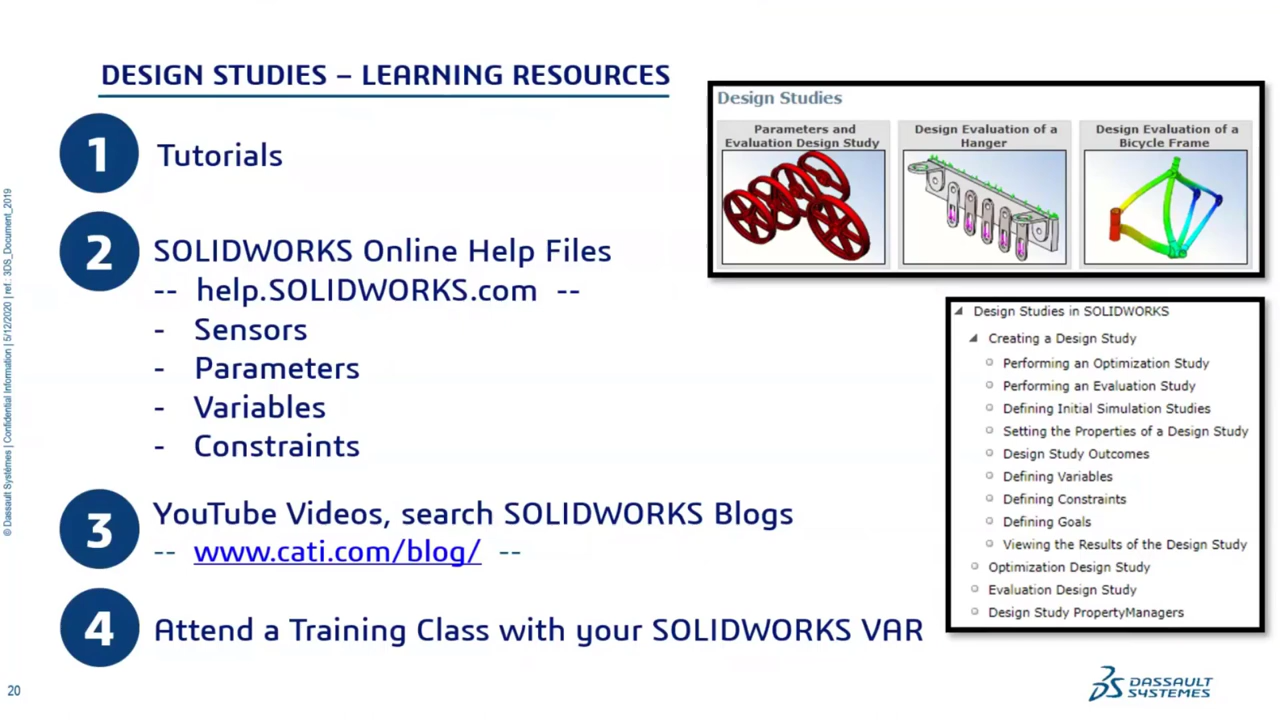 DESIGN STUDIES – LEARNING RESOURCES
1
Tutorials
2
SOLIDWORKS Online Help Files
-- help.SOLIDWORKS.com --
- Sensors
- Parameters
- Variables
- Constraints
3
YouTube Videos, search SOLIDWORKS Blogs
-- www.cati.com/blog/ --
4
Attend a Training Class with your SOLIDWORKS VAR
Design Studies
Parameters and
Evaluation Design Study
Design Evaluation of a
Hanger
Design Evaluation of a
Bicycle Frame
Design Studies in SOLIDWORKS
Creating a Design Study
Performing an Optimization Study
Performing an Evaluation Study
Defining Initial Simulation Studies
Setting the Properties of a Design Study
Design Study Outcomes
Defining Variables
Defining Constraints
Defining Goals
Viewing the Results of the Design Study
Optimization Design Study
Evaluation Design Study
Design Study PropertyManagers
© Dassault Systèmes | Confidential Information | 5/12/2020 | ref.: 3DS_Document_2019
20
3DS DASSAULT
SYSTEMES